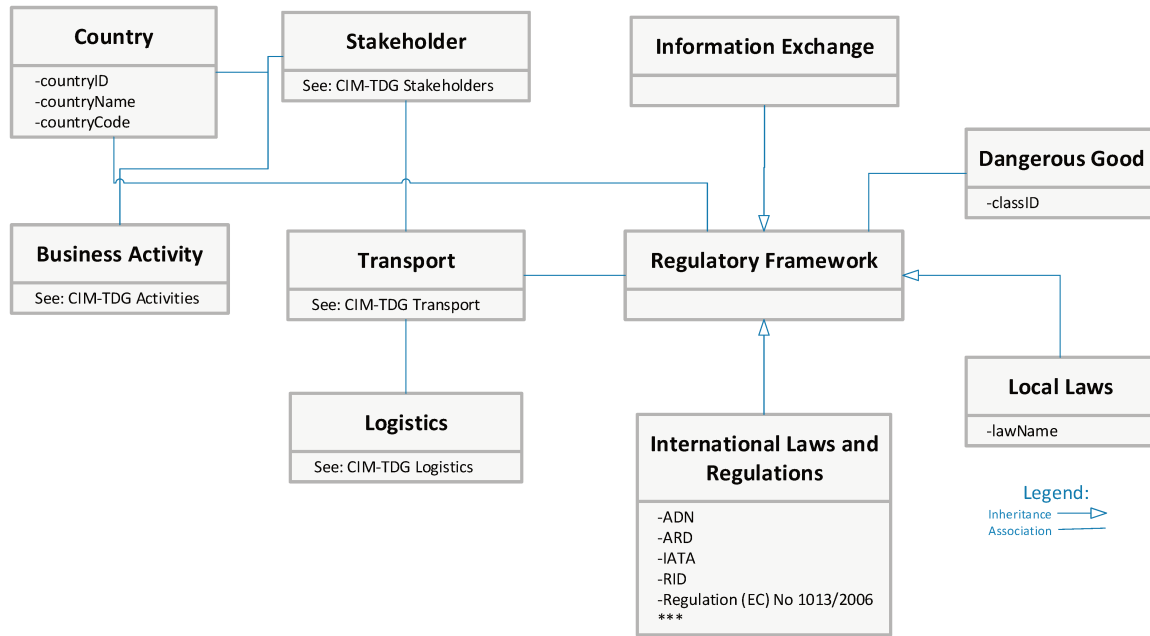 Country
-countryID
-countryName
-countryCode
Stakeholder
See: CIM-TDG Stakeholders
Information Exchange
Dangerous Good
-classID
Business Activity
See: CIM-TDG Activities
Transport
See: CIM-TDG Transport
Regulatory Framework
Local Laws
-lawName
Logistics
See: CIM-TDG Logistics
International Laws and
Regulations
-ADN
-ARD
-IATA
-RID
-Regulation (EC) No 1013/2006
***
Legend:
Inheritance
Association